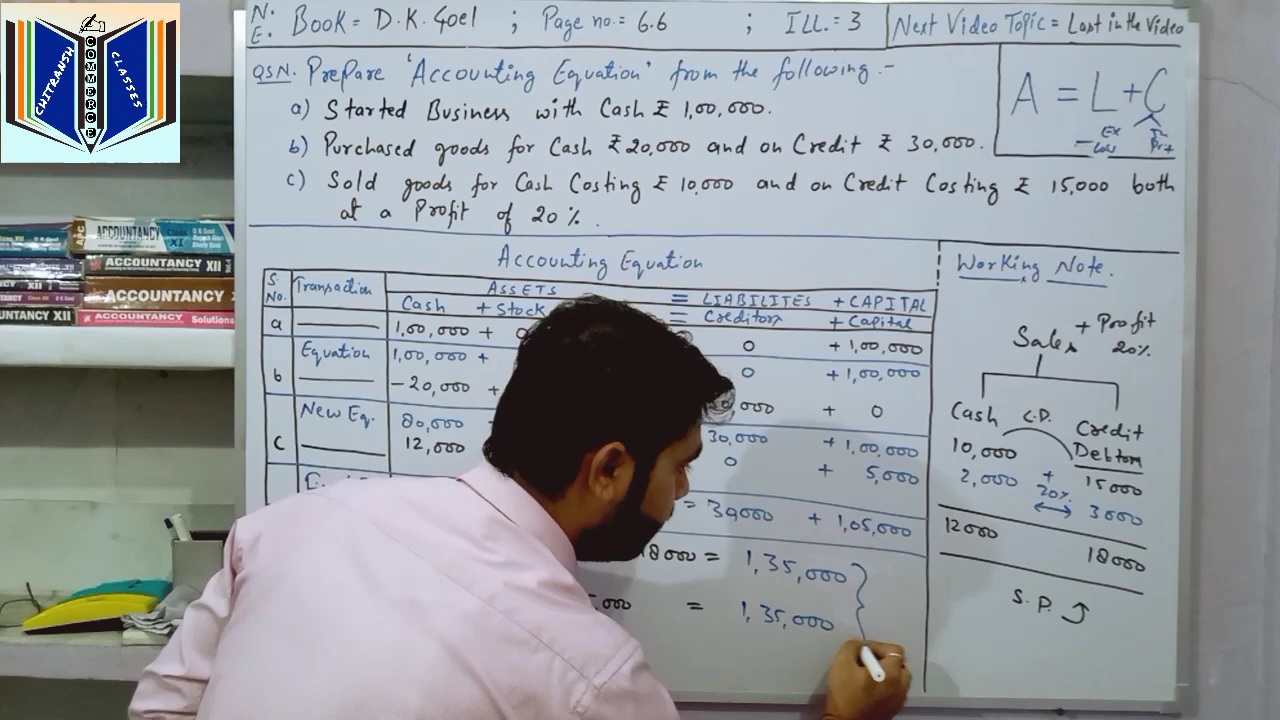 CHITRANSH
COMMERCE
CLASSES
N. E. Book = D.K. Goel ; Page no. = 6.6 ; ILL. = 3
Next Video Topic = Last in the Video
QSN. Prepare 'Accounting Equation' from the following :-
a) Started Business with Cash ₹ 1,00,000.
b) Purchased goods for Cash ₹ 20,000 and on Credit ₹ 30,000.
c) Sold goods for Cash Costing ₹ 10,000 and on Credit Costing ₹ 15,000 both
at a Profit of 20%.
A = L + C
Accounting Equation
S. No. Transaction ASSETS = LIABILITES + CAPITAL
Cash + Stock = Creditors + Capital
a 1,00,000 + 0 + 1,00,000
Equation 1,00,000 + 0 + 1,00,000
b -20,000 + + 0
New Eq. 80,000 30,000 + 1,00,000
c 12,000 0 + 5,000
= 30,000 + 1,05,000
18000 = 1,35,000
= 1,35,000
Working Note.
Sales + Profit 20%
Cash C.P. Credit
Debtors
10,000 15000
2,000 + 20% 3000
12000 18000
S.P.
ACCOUNTANCY XI
ACCOUNTANCY XII
ACCOUNTANCY
ACCOUNTANCY Solutions